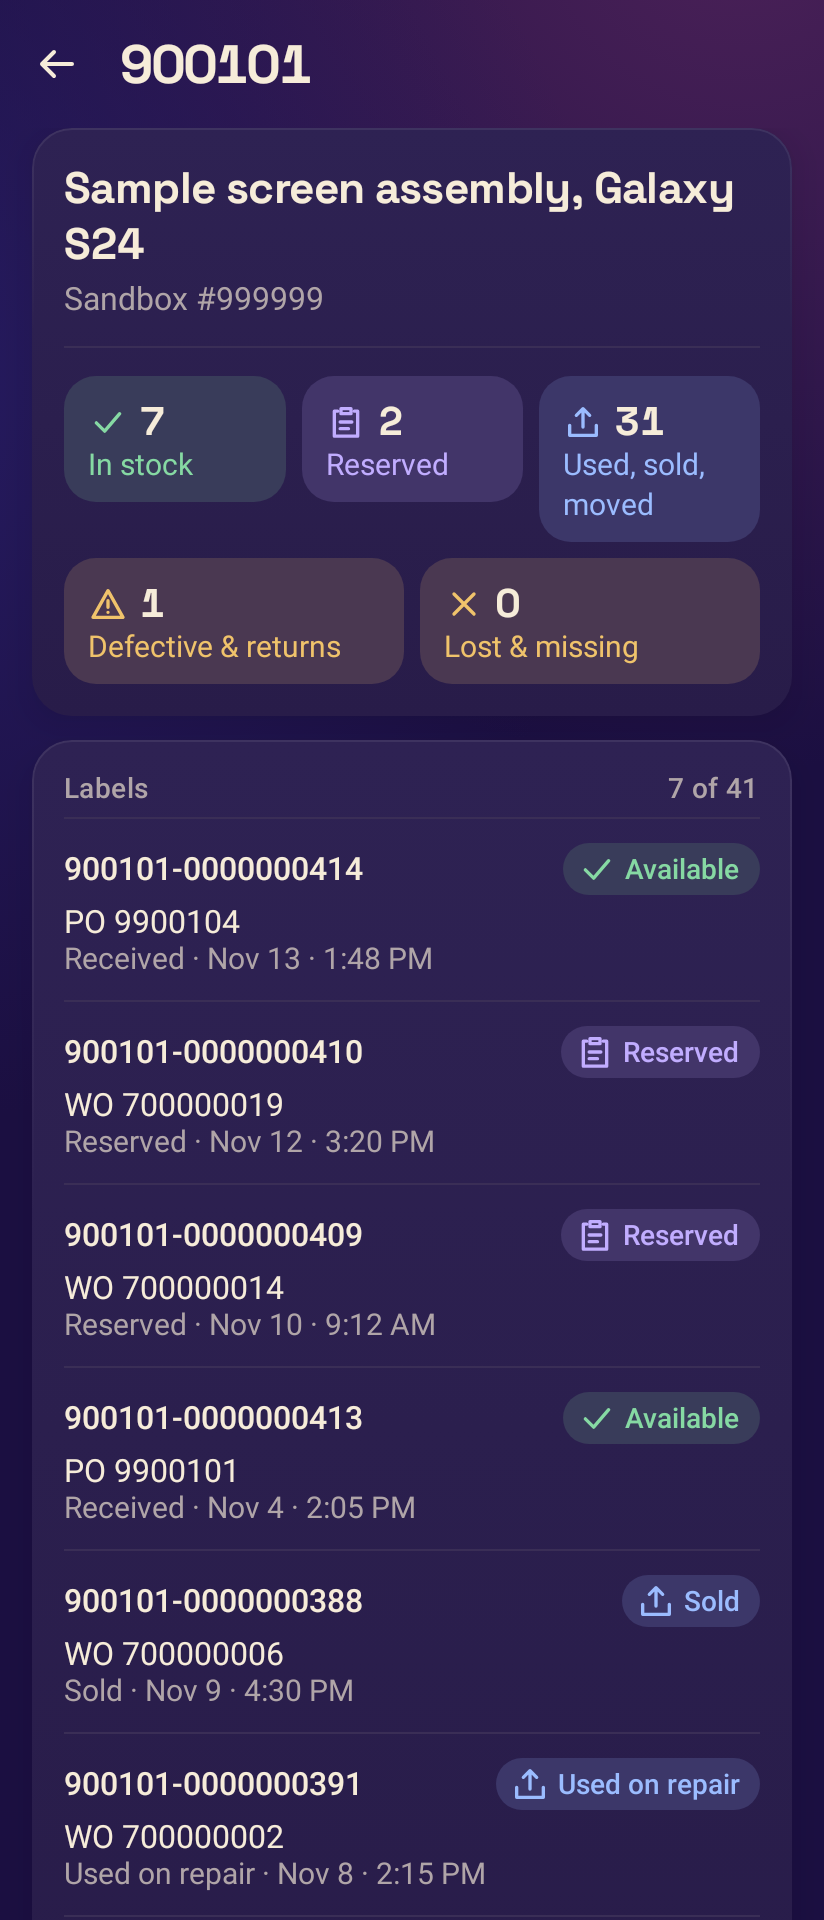 900101
Sample screen assembly, Galaxy
S24
Sandbox #999999
7
In stock
2
Reserved
31
Used, sold,
moved
1
Defective & returns
0
Lost & missing
Labels
7 of 41
900101-0000000414
Available
PO 9900104
Received · Nov 13 · 1:48 PM
900101-0000000410
Reserved
WO 700000019
Reserved · Nov 12 · 3:20 PM
900101-0000000409
Reserved
WO 700000014
Reserved · Nov 10 · 9:12 AM
900101-0000000413
Available
PO 9900101
Received · Nov 4 · 2:05 PM
900101-0000000388
Sold
WO 700000006
Sold · Nov 9 · 4:30 PM
900101-0000000391
Used on repair
WO 700000002
Used on repair · Nov 8 · 2:15 PM